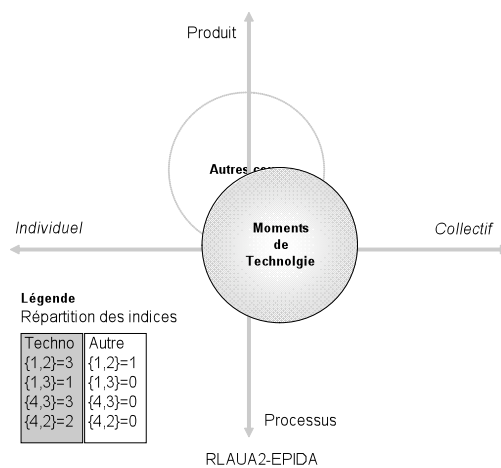 Produit
Autres
Individuel
Moments
de
Technolgie
Collectif
Légende
Répartition des indices
Techno Autre
{1,2}=3 {1,2}=1
{1,3}=1 {1,3}=0
{4,3}=3 {4,3}=0
{4,2}=2 {4,2}=0
Processus
RLAUA2-EPIDA